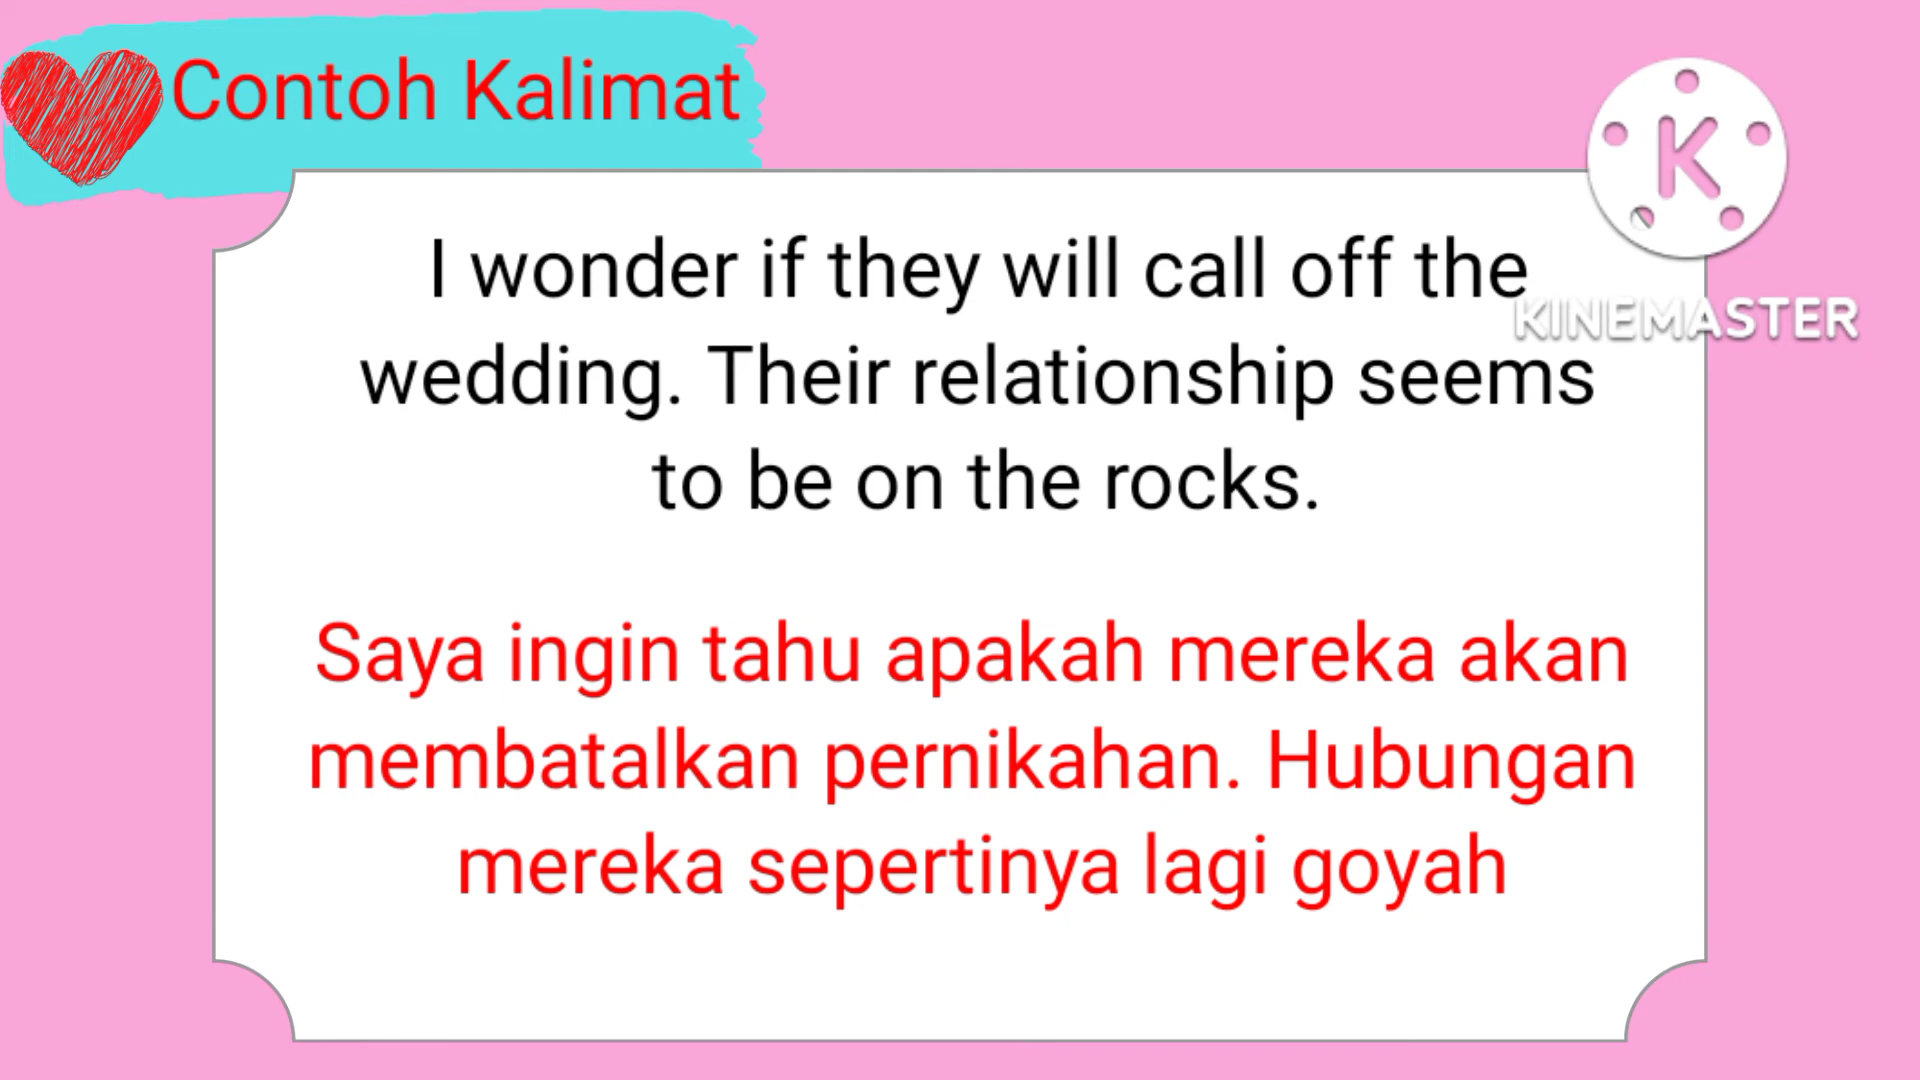 Contoh Kalimat
I wonder if they will call off the
wedding. Their relationship seems
to be on the rocks.
Saya ingin tahu apakah mereka akan
membatalkan pernikahan. Hubungan
mereka sepertinya lagi goyah
K
KINEMASTER